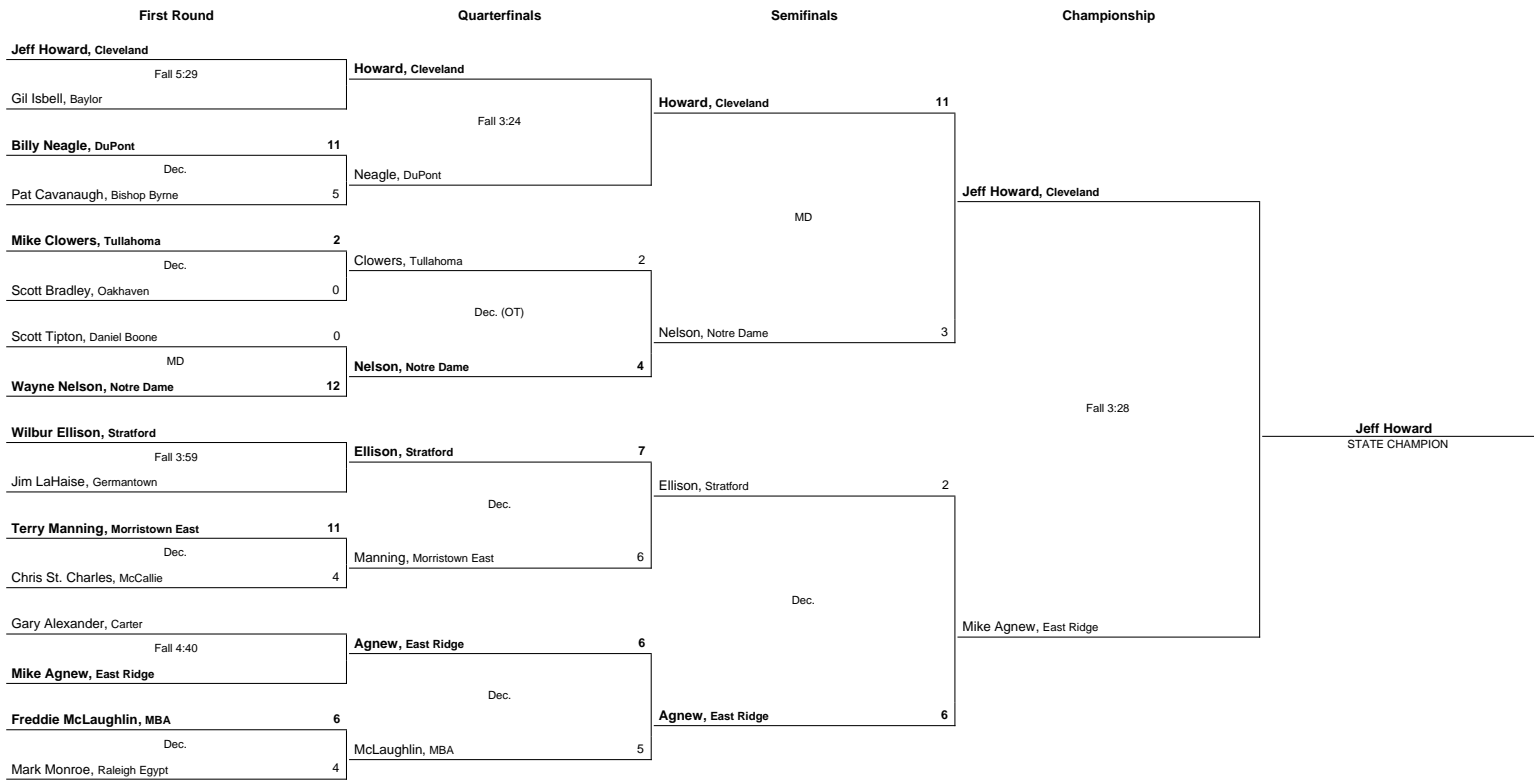 First Round Quarterfinals Semifinals Championship
Jeff Howard, Cleveland
Fall 5:29
Gil Isbell, Baylor
Billy Neagle, DuPont 11
Dec.
Pat Cavanaugh, Bishop Byrne 5
Mike Clowers, Tullahoma 2
Dec.
Scott Bradley, Oakhaven 0
Scott Tipton, Daniel Boone 0
MD
Wayne Nelson, Notre Dame 12
Wilbur Ellison, Stratford
Fall 3:59
Jim LaHaise, Germantown
Terry Manning, Morristown East 11
Dec.
Chris St. Charles, McCallie 4
Gary Alexander, Carter
Fall 4:40
Mike Agnew, East Ridge
Freddie McLaughlin, MBA 6
Dec.
Mark Monroe, Raleigh Egypt 4
Howard, Cleveland
Fall 3:24
Neagle, DuPont
Clowers, Tullahoma 2
Dec. (OT)
Nelson, Notre Dame 4
Ellison, Stratford 7
Dec.
Manning, Morristown East 6
Agnew, East Ridge 6
Dec.
McLaughlin, MBA 5
Howard, Cleveland 11
MD
Nelson, Notre Dame 3
Ellison, Stratford 2
Dec.
Agnew, East Ridge 6
Jeff Howard, Cleveland
Fall 3:28
Mike Agnew, East Ridge
Jeff Howard
STATE CHAMPION